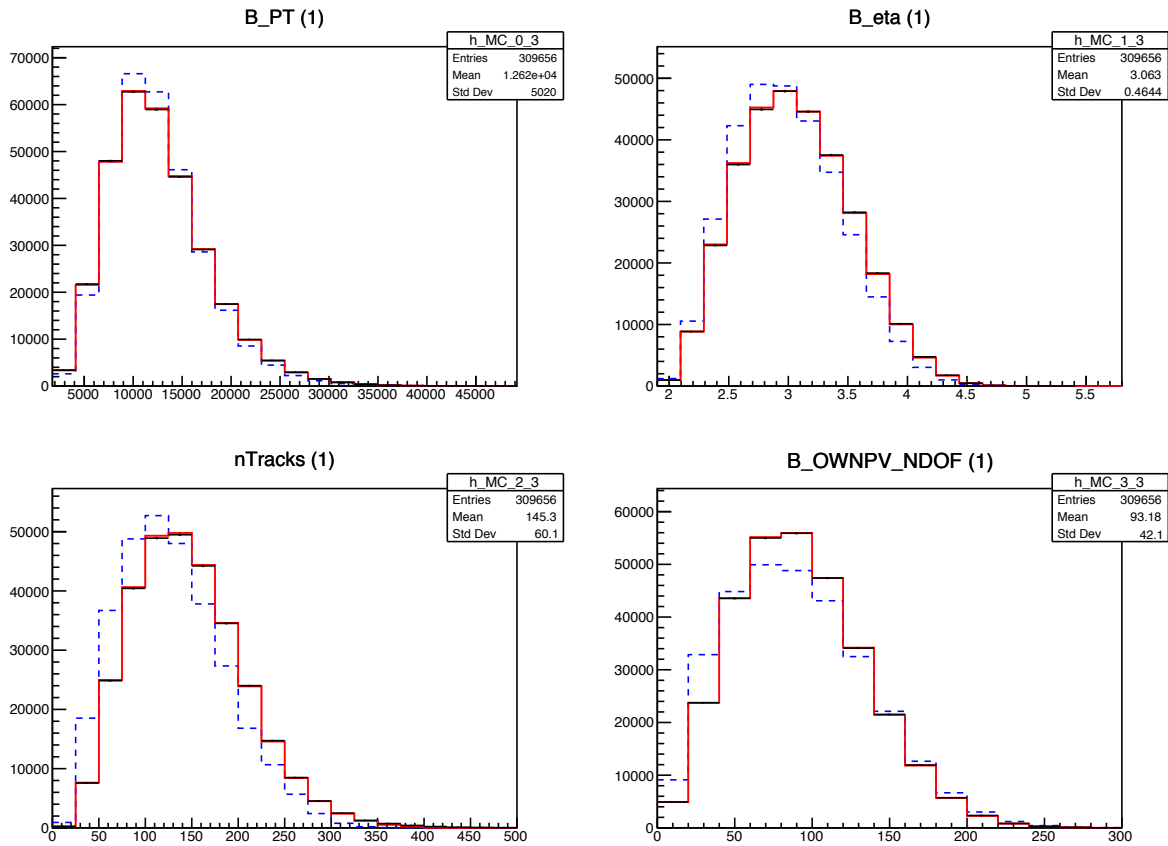 B_PT (1)
h_MC_0_3
Entries 309656
Mean 1.262e+04
Std Dev 5020
70000
60000
50000
40000
30000
20000
10000
0
5000 10000 15000 20000 25000 30000 35000 40000 45000
B_eta (1)
h_MC_1_3
Entries 309656
Mean 3.063
Std Dev 0.4644
50000
40000
30000
20000
10000
0
2 2.5 3 3.5 4 4.5 5 5.5
nTracks (1)
h_MC_2_3
Entries 309656
Mean 145.3
Std Dev 60.1
50000
40000
30000
20000
10000
0
0 50 100 150 200 250 300 350 400 450 500
B_OWNPV_NDOF (1)
h_MC_3_3
Entries 309656
Mean 93.18
Std Dev 42.1
60000
50000
40000
30000
20000
10000
0
0 50 100 150 200 250 300